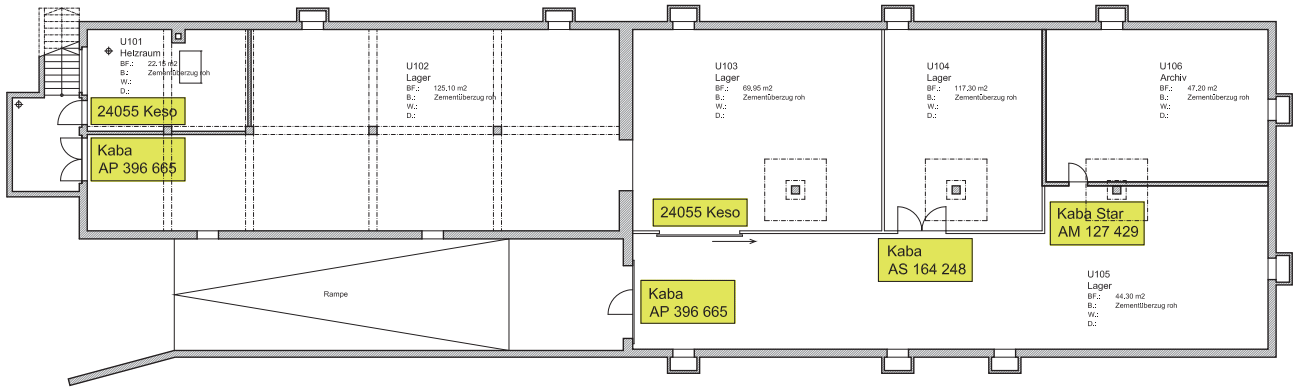 U101
Heizraum
BF.: 22.15 m2
B.: Zementüberzug roh
W.:
D.:
24055 Keso
Kaba
AP 396 665
U102
Lager
BF.: 125,10 m2
B.: Zementüberzug roh
W.:
D.:
U103
Lager
BF.: 69,95 m2
B.: Zementüberzug roh
W.:
D.:
U104
Lager
BF.: 117,30 m2
B.: Zementüberzug roh
W.:
D.:
U106
Archiv
BF.: 47,20 m2
B.: Zementüberzug roh
W.:
D.:
24055 Keso
Kaba Star
AM 127 429
Kaba
AS 164 248
Rampe
Kaba
AP 396 665
U105
Lager
BF.: 44,30 m2
B.: Zementüberzug roh
W.:
D.: